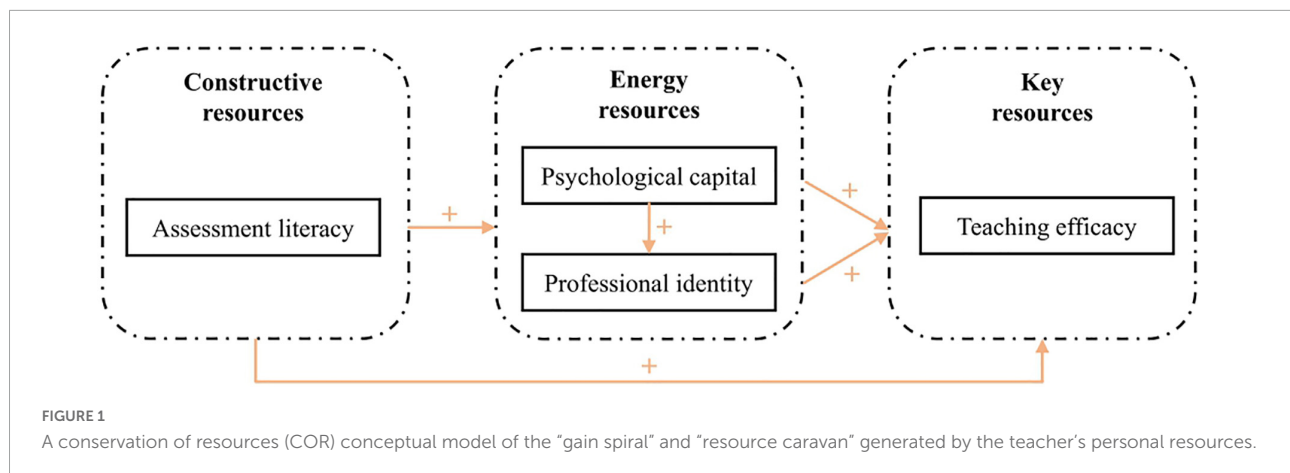 Constructive
resources
Assessment literacy
+
Energy
resources
Psychological capital
+
Professional identity
+
+
Key
resources
Teaching efficacy
+
FIGURE 1
A conservation of resources (COR) conceptual model of the “gain spiral” and “resource caravan” generated by the teacher’s personal resources.